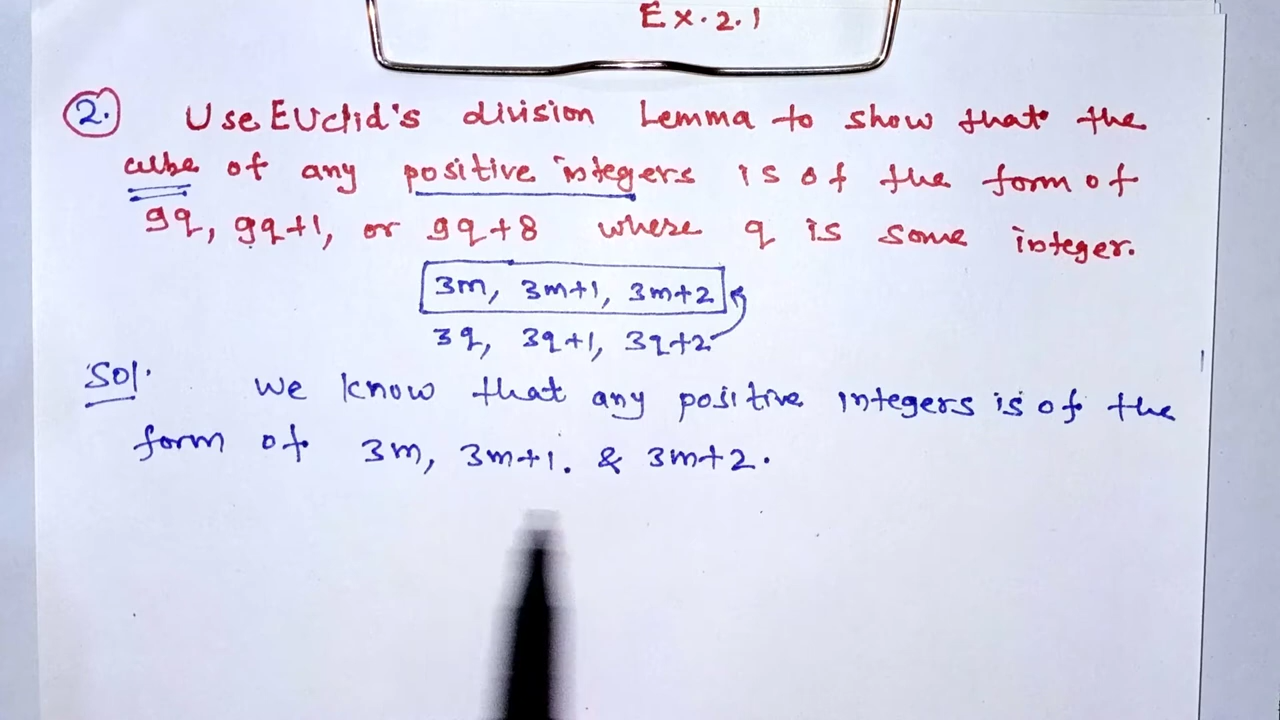 Ex. 2.1
2. Use Euclid's division Lemma to show that the
cube of any positive integers is of the form of
9q, 9q+1, or 9q+8 where q is some integer.
3m, 3m+1, 3m+2
3q, 3q+1, 3q+2
Sol. We know that any positive integers is of the
form of 3m, 3m+1. & 3m+2.